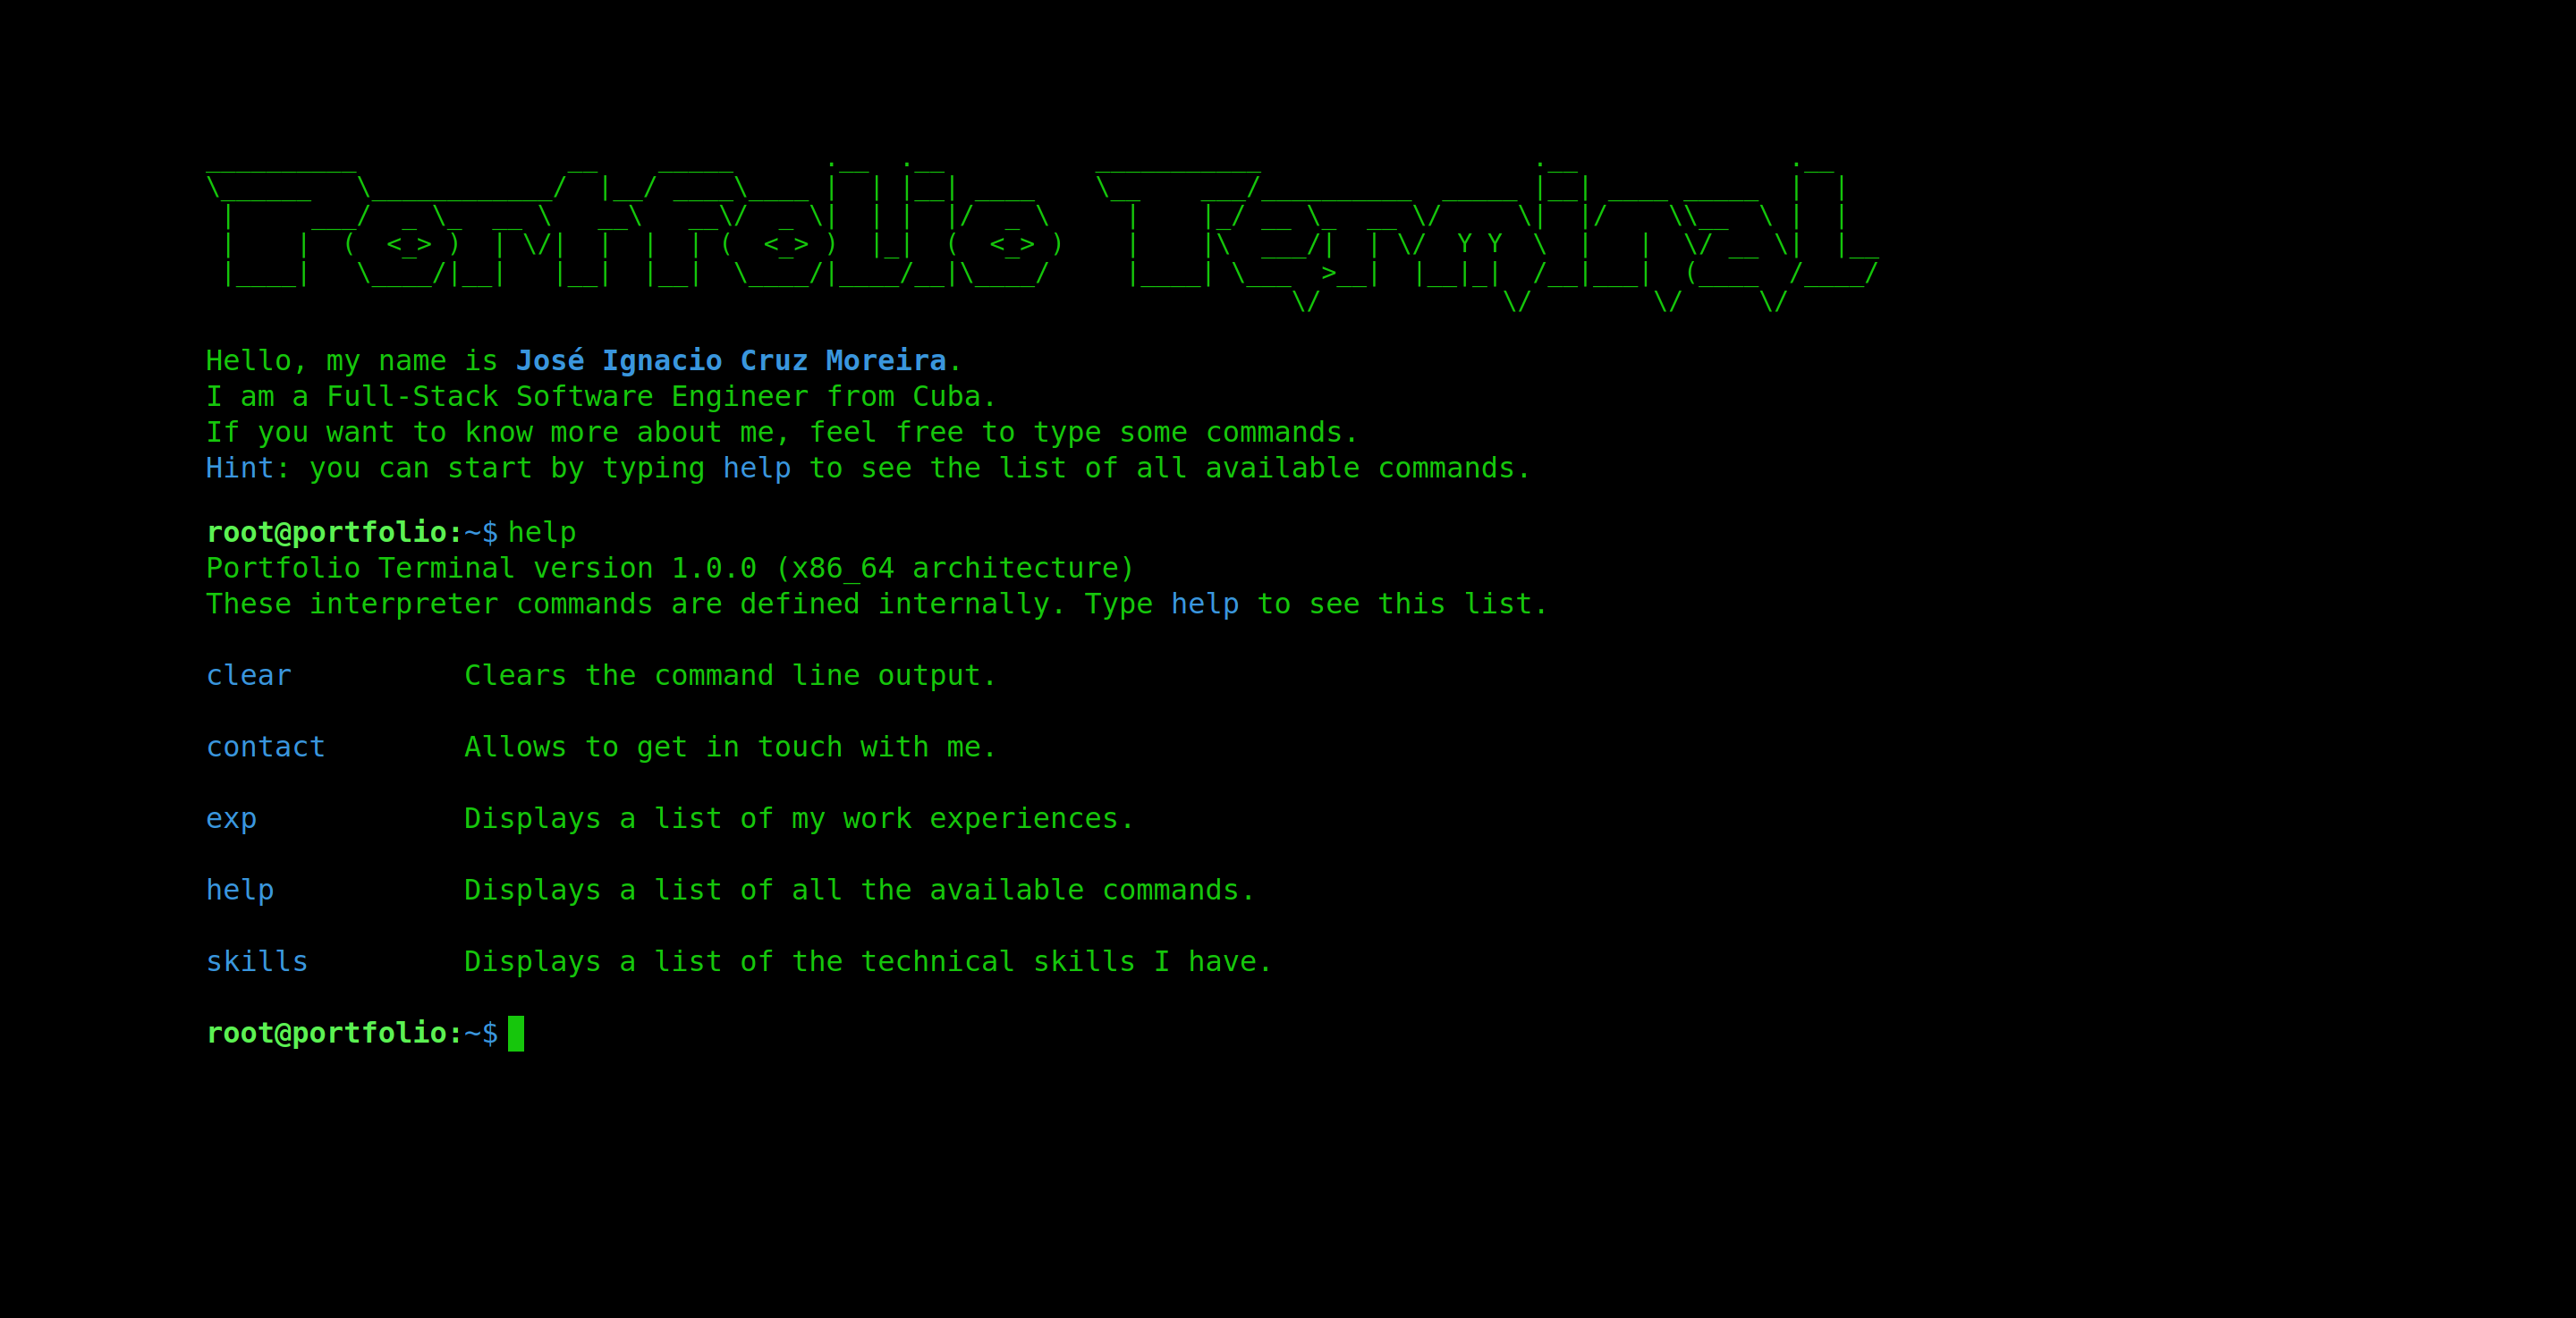 Portfolio Terminal
Hello, my name is José Ignacio Cruz Moreira.
I am a Full-Stack Software Engineer from Cuba.
If you want to know more about me, feel free to type some commands.
Hint: you can start by typing help to see the list of all available commands.
root@portfolio:~$ help
Portfolio Terminal version 1.0.0 (x86_64 architecture)
These interpreter commands are defined internally. Type help to see this list.
clear Clears the command line output.
contact Allows to get in touch with me.
exp Displays a list of my work experiences.
help Displays a list of all the available commands.
skills Displays a list of the technical skills I have.
root@portfolio:~$